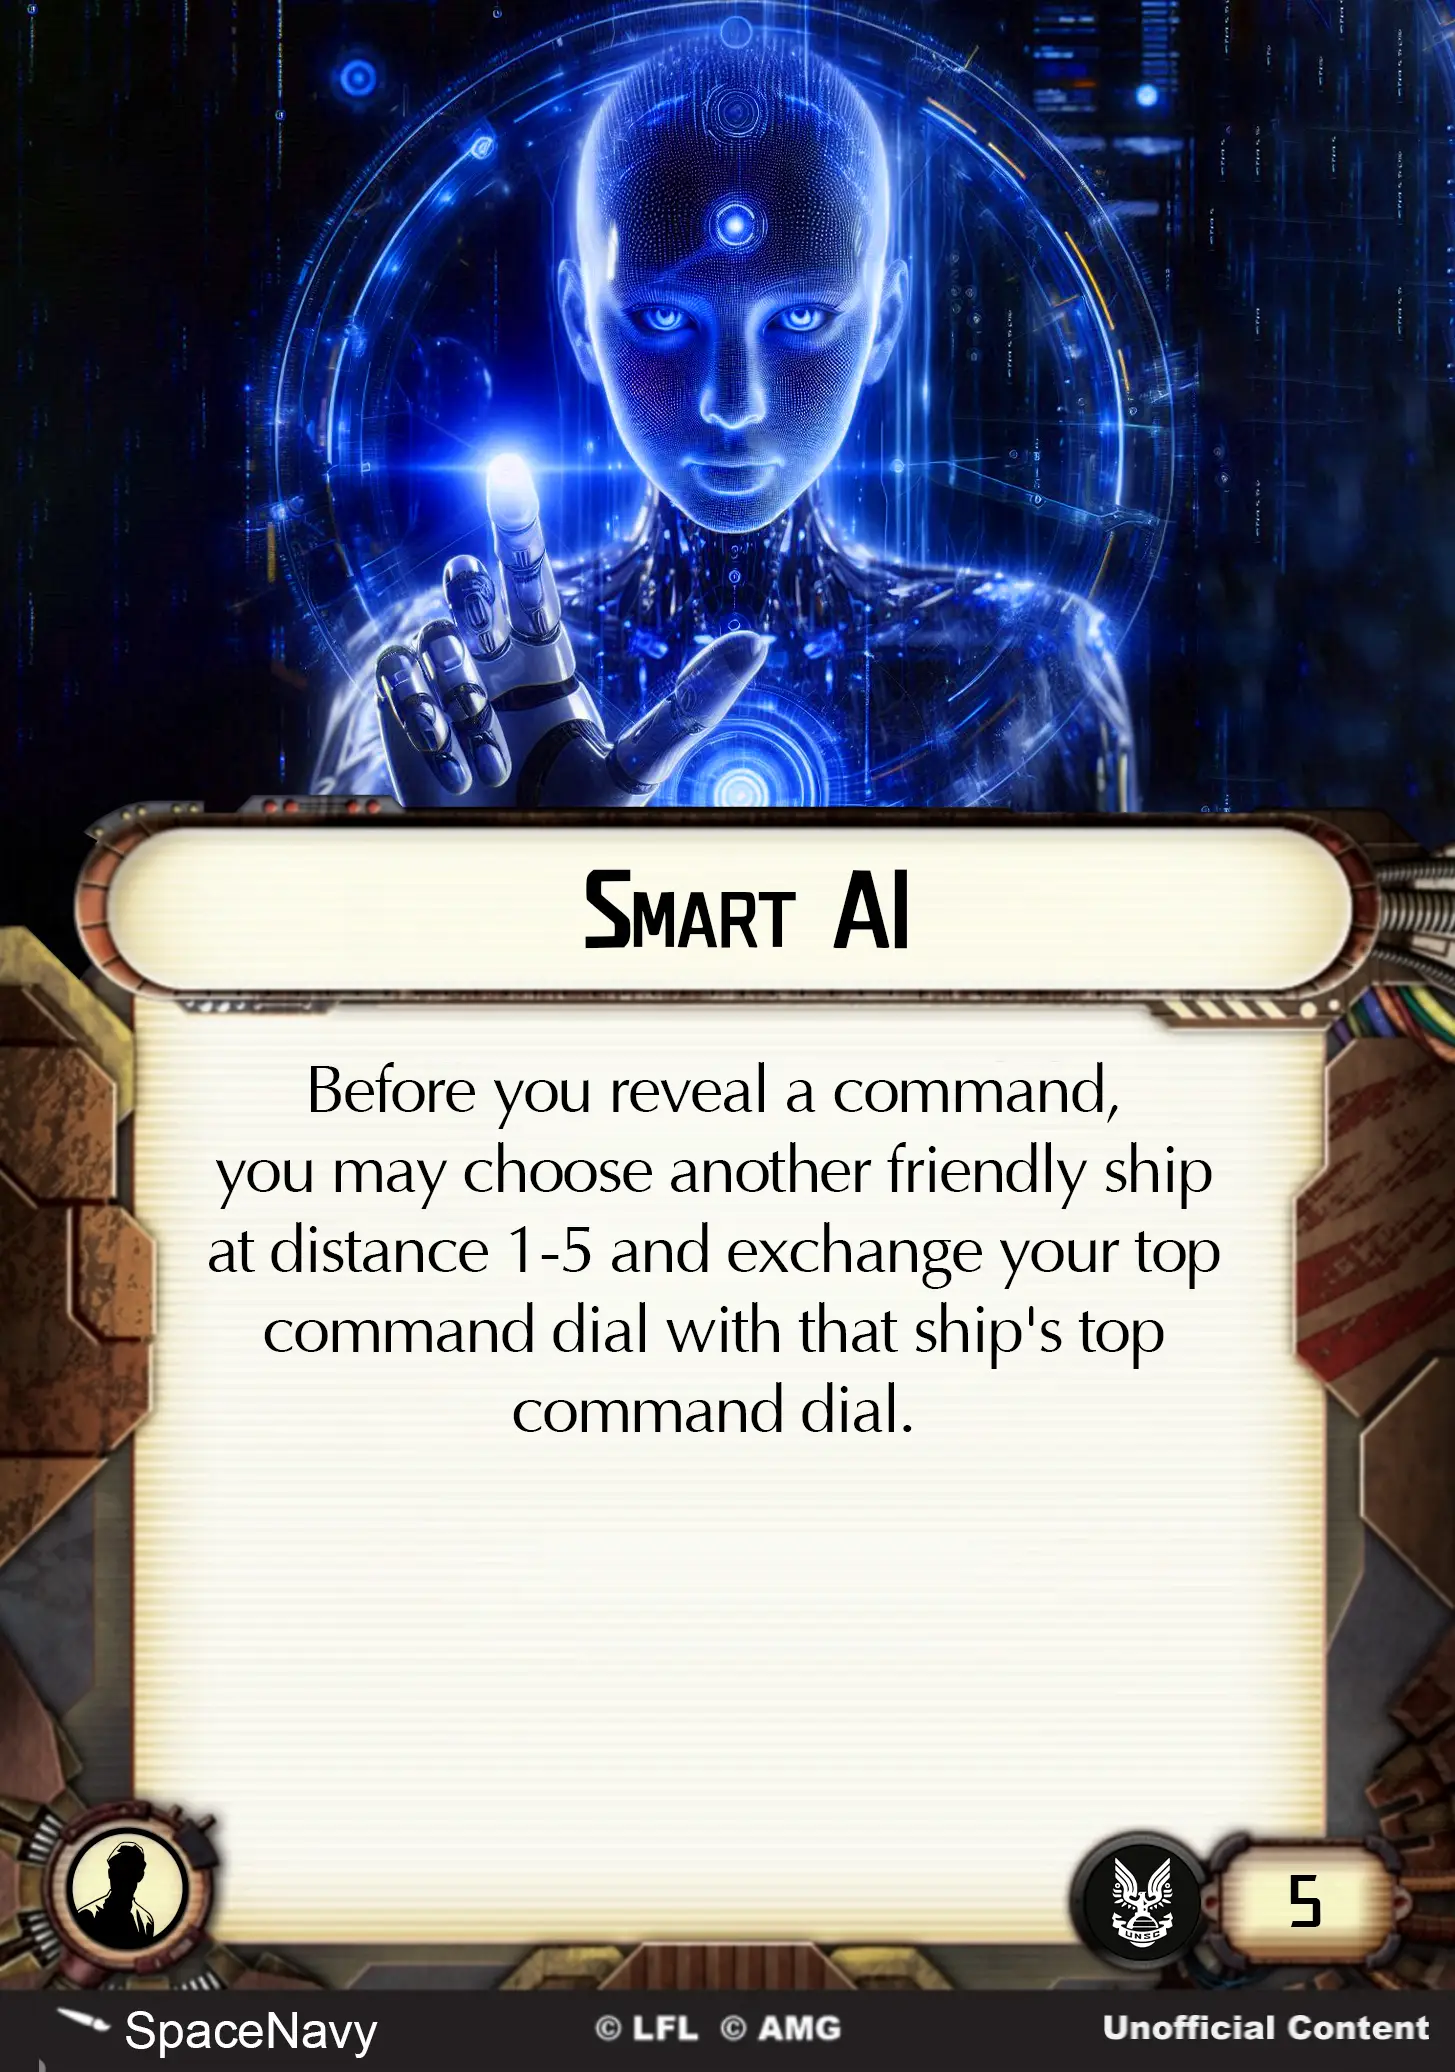 Smart AI
Before you reveal a command,
you may choose another friendly ship
at distance 1-5 and exchange your top
command dial with that ship's top
command dial.
UNSC
5
SpaceNavy
© LFL © AMG
Unofficial Content